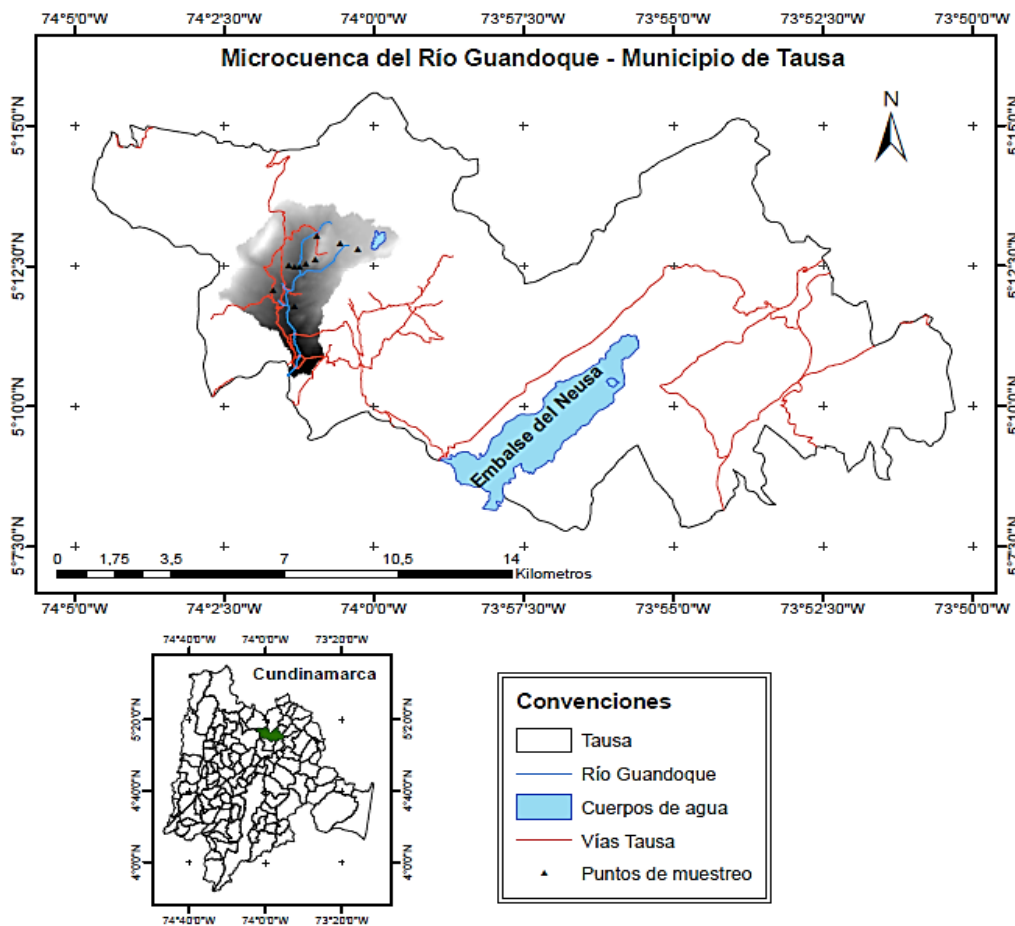 74°5'0"W 74°2'30"W 74°0'0"W 73°57'30"W 73°55'0"W 73°52'30"W 73°50'0"W
Microcuenca del Río Guandoque - Municipio de Tausa
N
5°15'0"N 5°15'0"N
5°12'30"N 5°12'30"N
5°10'0"N 5°10'0"N
Embalse del Neusa
5°7'30"N 5°7'30"N
0 1,75 3,5 7 10,5 14
Kilometros
74°5'0"W 74°2'30"W 74°0'0"W 73°57'30"W 73°55'0"W 73°52'30"W 73°50'0"W
74°40'0"W 74°0'0"W 73°20'0"W
Cundinamarca
5°20'0"N 5°20'0"N
4°40'0"N 4°40'0"N
4°0'0"N 4°0'0"N
74°40'0"W 74°0'0"W 73°20'0"W
Convenciones
Tausa
Río Guandoque
Cuerpos de agua
Vías Tausa
Puntos de muestreo